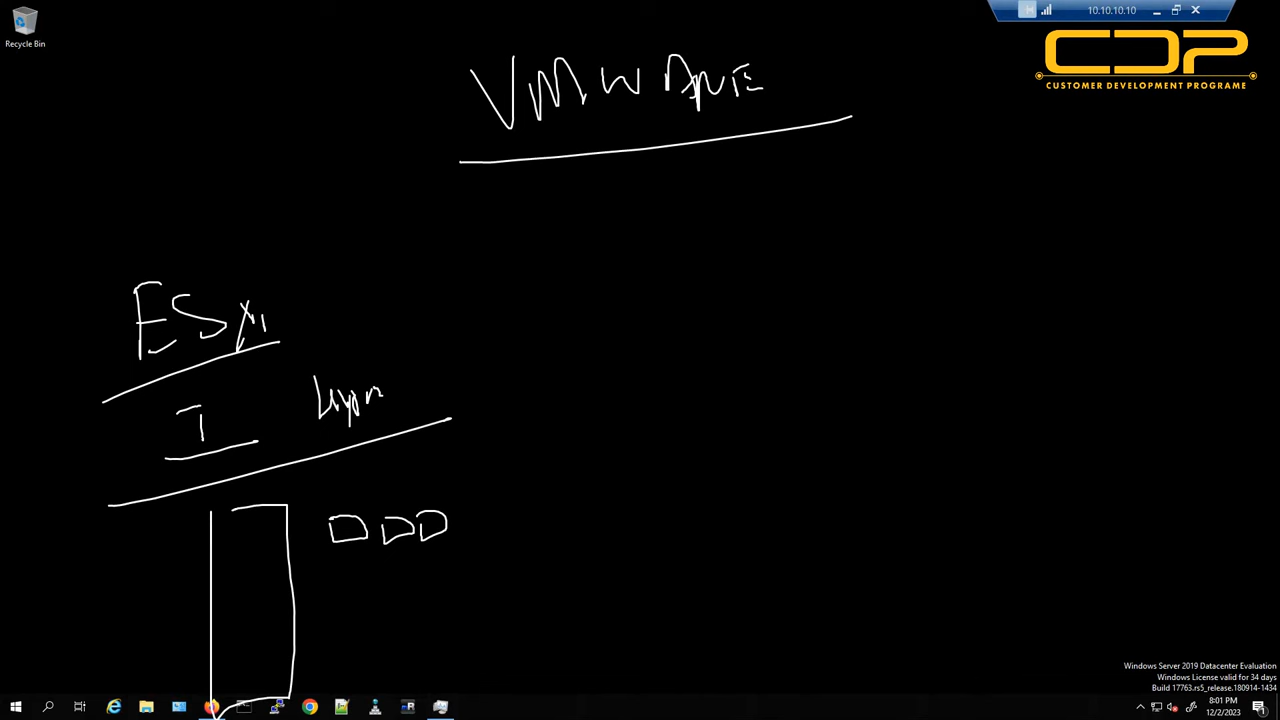 Recycle Bin
10.10.10.10
CDP
CUSTOMER DEVELOPMENT PROGRAME
VMWARE
ESXi
I
Windows Server 2019 Datacenter Evaluation
Windows License valid for 34 days
Build 17763.rs5_release.180914-1434
8:01 PM
12/2/2023